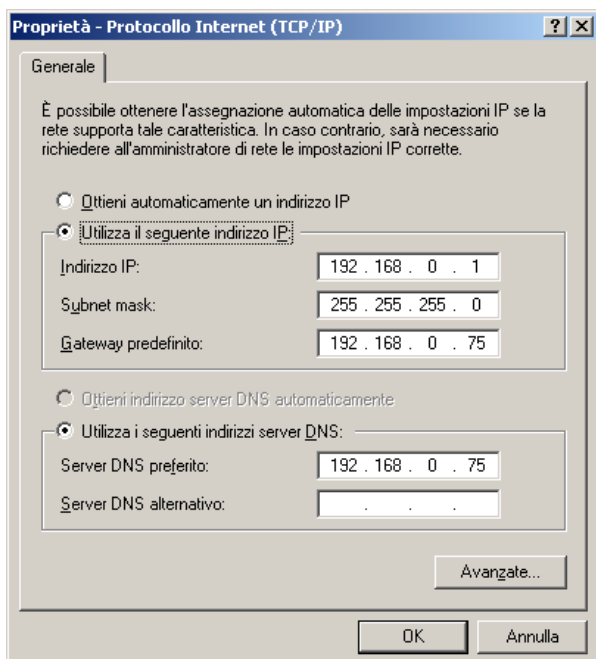 Proprietà - Protocollo Internet (TCP/IP)
Generale
È possibile ottenere l'assegnazione automatica delle impostazioni IP se la
rete supporta tale caratteristica. In caso contrario, sarà necessario
richiedere all'amministratore di rete le impostazioni IP corrette.
Ottieni automaticamente un indirizzo IP
Utilizza il seguente indirizzo IP:
Indirizzo IP: 192 . 168 . 0 . 1
Subnet mask: 255 . 255 . 255 . 0
Gateway predefinito: 192 . 168 . 0 . 75
Ottieni indirizzo server DNS automaticamente
Utilizza i seguenti indirizzi server DNS:
Server DNS preferito: 192 . 168 . 0 . 75
Server DNS alternativo: . . .
Avanzate...
OK Annulla